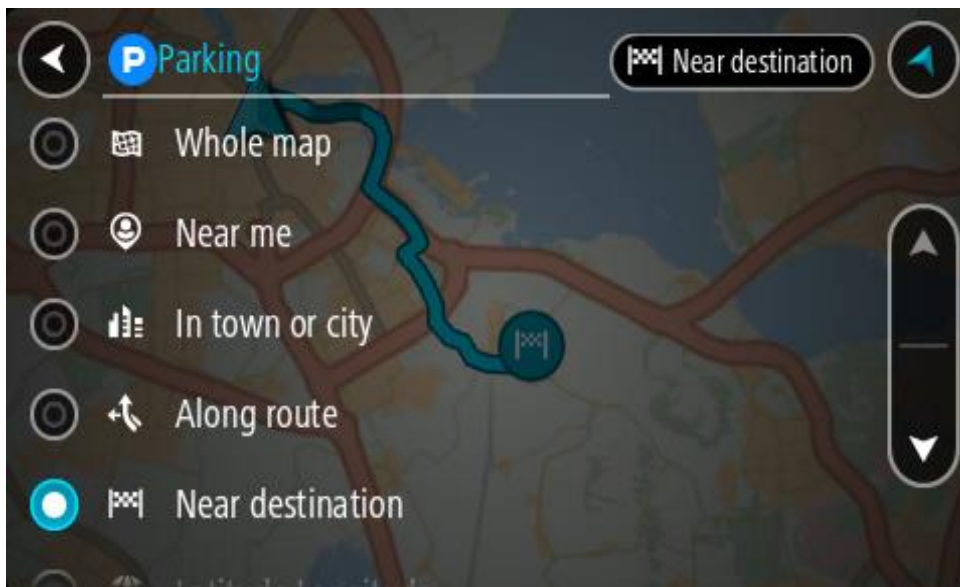 P Parking
Near destination
Whole map
Near me
In town or city
Along route
Near destination